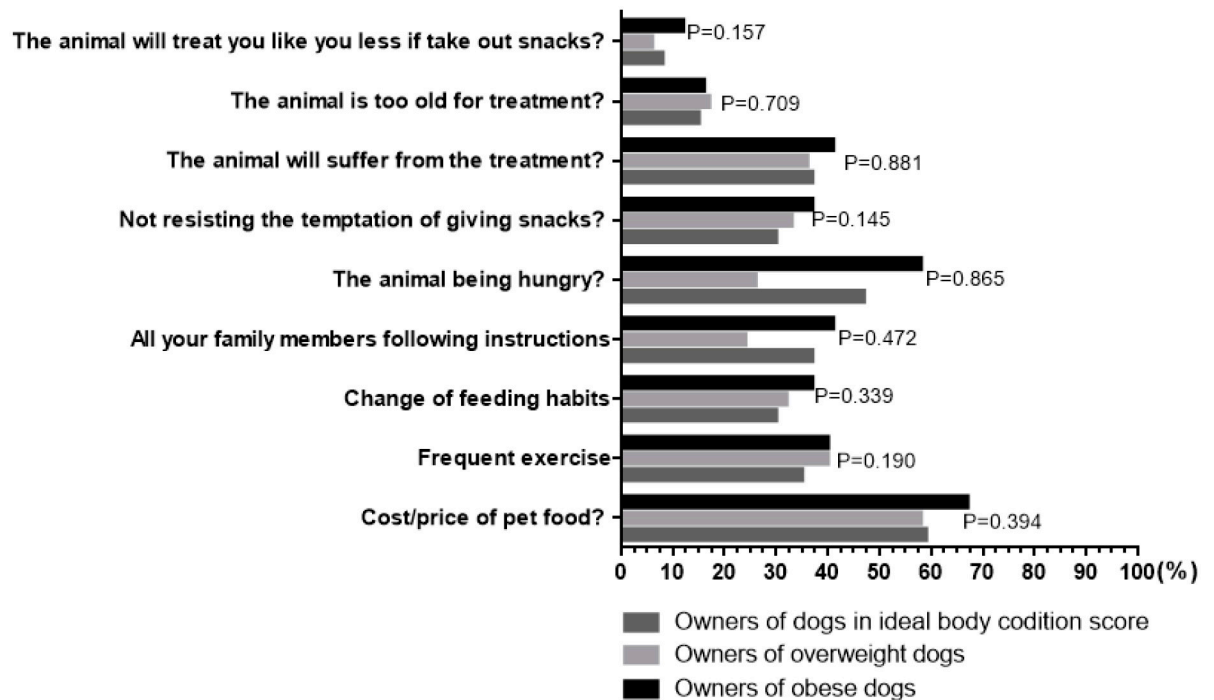 The animal will treat you like you less if take out snacks?
P=0.157
The animal is too old for treatment?
P=0.709
The animal will suffer from the treatment?
P=0.881
Not resisting the temptation of giving snacks?
P=0.145
The animal being hungry?
P=0.865
All your family members following instructions
P=0.472
Change of feeding habits
P=0.339
Frequent exercise
P=0.190
Cost/price of pet food?
P=0.394
0 10 20 30 40 50 60 70 80 90 100(%)
Owners of dogs in ideal body codition score
Owners of overweight dogs
Owners of obese dogs